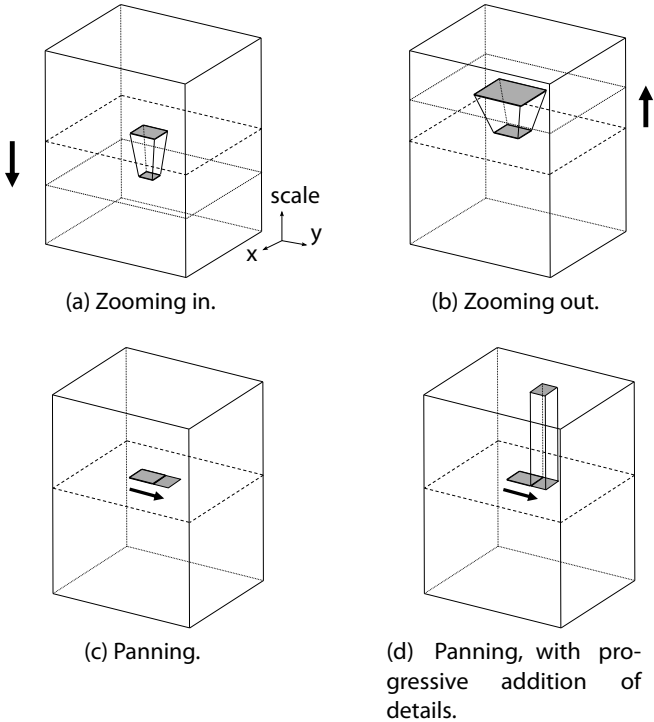 scale
x
y
(a) Zooming in.
(b) Zooming out.
(c) Panning.
(d) Panning, with pro-
gressive addition of
details.